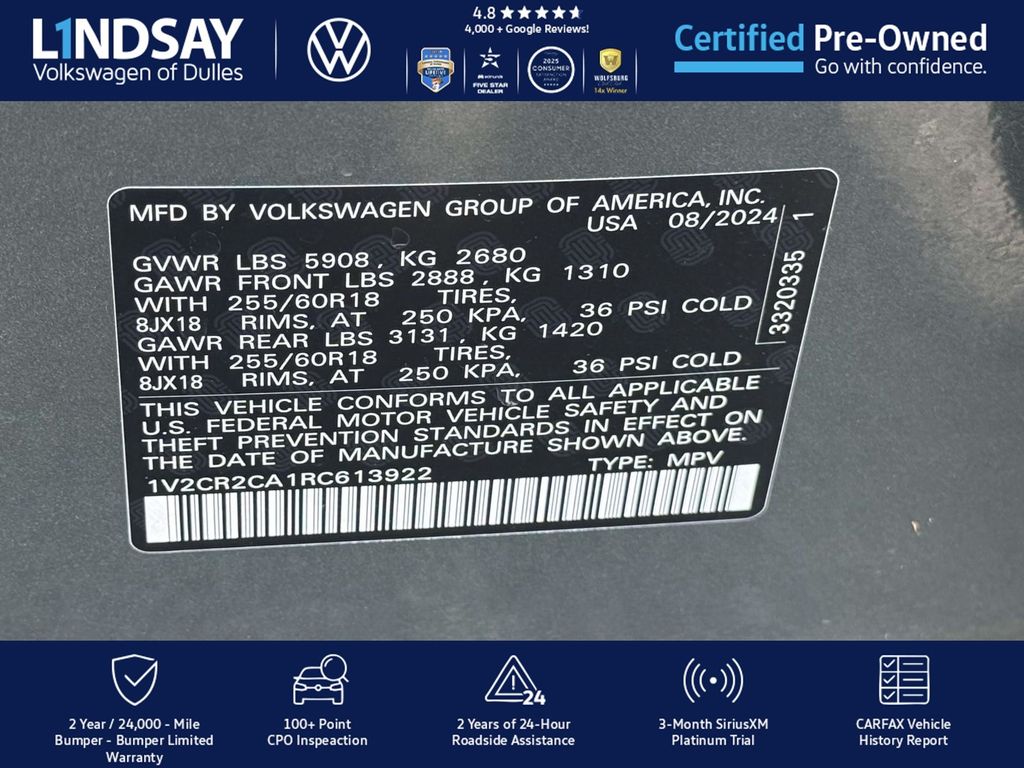 L1NDSAY
Volkswagen of Dulles
4.8
4,000+ Google Reviews!
edmunds
FIVE STAR
DEALER
2025
CONSUMER
SATISFACTION
AWARD
WOLFSBURG
14x Winner
Certified Pre-Owned
Go with confidence.
MFD BY VOLKSWAGEN GROUP OF AMERICA, INC.
USA 08/2024
GVWR LBS 5908, KG 2680
GAWR FRONT LBS 2888, KG 1310
WITH 255/60R18 TIRES,
8JX18 RIMS, AT 250 KPA, 36 PSI COLD
GAWR REAR LBS 3131, KG 1420
WITH 255/60R18 TIRES,
8JX18 RIMS, AT 250 KPA, 36 PSI COLD
3320335 1
THIS VEHICLE CONFORMS TO ALL APPLICABLE
U.S. FEDERAL MOTOR VEHICLE SAFETY AND
THEFT PREVENTION STANDARDS IN EFFECT ON
THE DATE OF MANUFACTURE SHOWN ABOVE.
1V2CR2CA1RC613922 TYPE: MPV
2 Year / 24,000 - Mile
Bumper - Bumper Limited
Warranty
100+ Point
CPO Inspeaction
24
2 Years of 24-Hour
Roadside Assistance
3-Month SiriusXM
Platinum Trial
CARFAX Vehicle
History Report